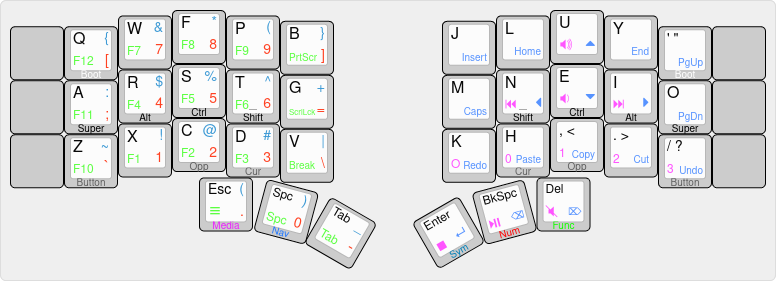 Q { F12 [ Boot
W & F7 7
F * F8 8
P ( F9 9
B } PrtScr ]
J Insert
L Home
U
Y End
' " PgUp Boot
A : F11 ; Super
R $ F4 4 Alt
S % F5 5 Ctrl
T ^ F6 6 Shift
G + ScrlLck =
M Caps
N Shift
E Ctrl
I Alt
O PgDn Super
Z ~ F10 ` Button
X ! F1 1
C @ F2 2 Opp
D # F3 3 Cur
V | Break \
K O Redo
H 0 Paste Cur
, < 1 Copy Opp
. > 2 Cut
/ ? 3 Undo Button
Esc ( . Media
Spc ) Spc 0 Nav
Tab _ Tab -
Enter Sym
BkSpc Num
Del Func